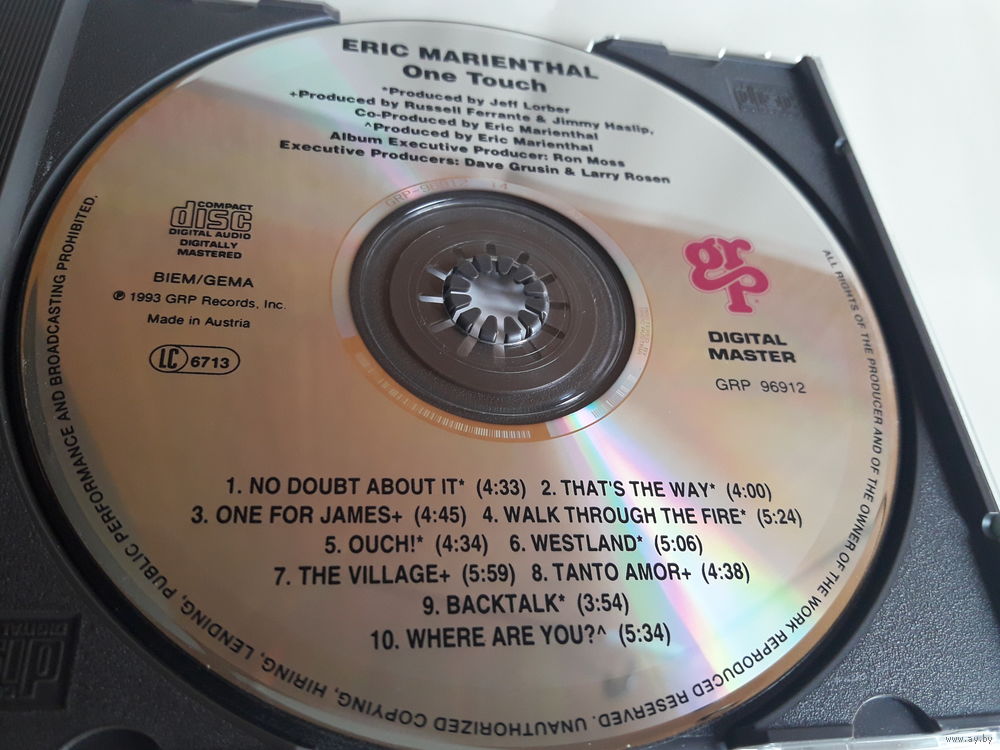 ERIC MARIENTHAL
One Touch
*Produced by Jeff Lorber
+Produced by Russell Ferrante & Jimmy Haslip,
Co-Produced by Eric Marienthal
^Produced by Eric Marienthal
Album Executive Producer: Ron Moss
Executive Producers: Dave Grusin & Larry Rosen
COMPACT
disc
DIGITAL AUDIO
DIGITALLY
MASTERED
BIEM/GEMA
℗ 1993 GRP Records, Inc.
Made in Austria
LC 6713
grp
DIGITAL
MASTER
GRP 96912
1. NO DOUBT ABOUT IT* (4:33) 2. THAT'S THE WAY* (4:00)
3. ONE FOR JAMES+ (4:45) 4. WALK THROUGH THE FIRE* (5:24)
5. OUCH!* (4:34) 6. WESTLAND* (5:06)
7. THE VILLAGE+ (5:59) 8. TANTO AMOR+ (4:38)
9. BACKTALK* (3:54)
10. WHERE ARE YOU?^ (5:34)
ALL RIGHTS OF THE PRODUCER AND OF THE OWNER OF THE WORK REPRODUCED RESERVED. UNAUTHORIZED COPYING, HIRING, LENDING, PUBLIC PERFORMANCE AND BROADCASTING PROHIBITED.
www.ay.by